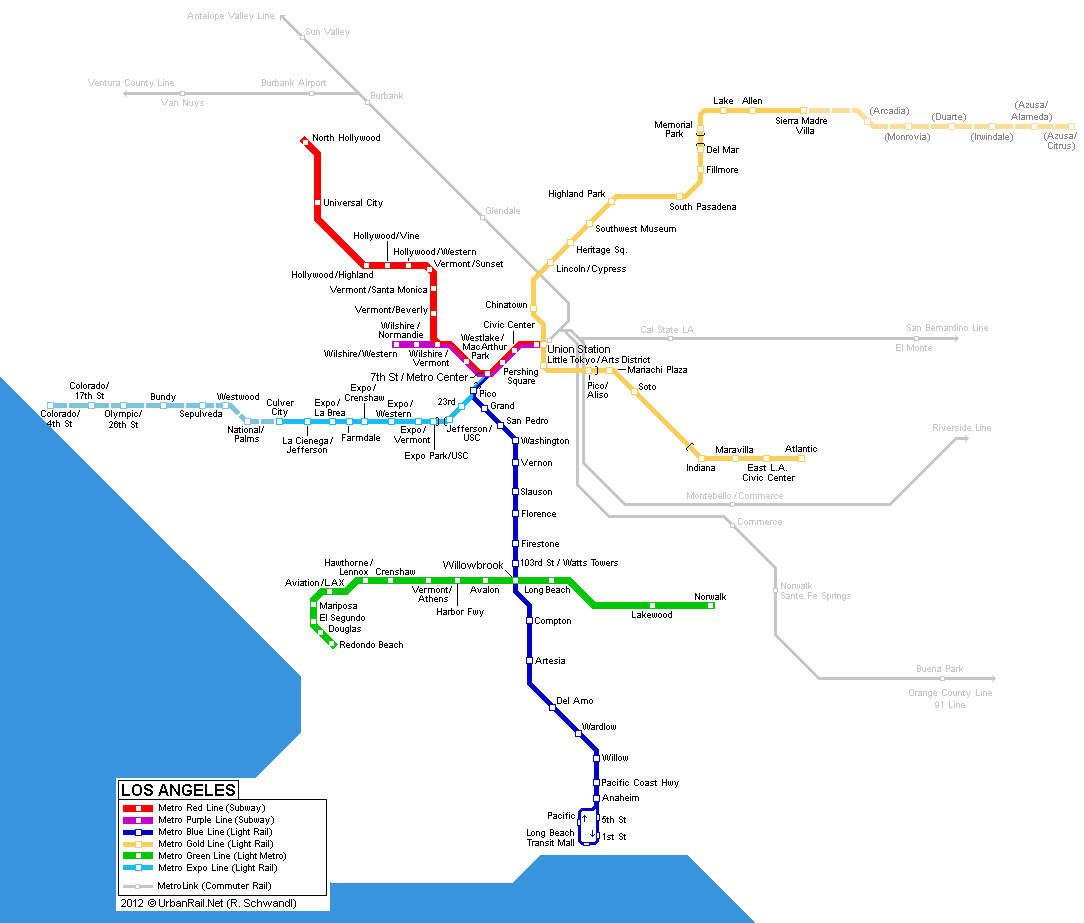 Antelope Valley Line
Sun Valley
Ventura County Line
Burbank Airport
Van Nuys
Burbank
Glendale
Lake
Allen
Sierra Madre
Villa
(Arcadia)
(Monrovia)
(Duarte)
(Irwindale)
(Azusa/
Alameda)
(Azusa/
Citrus)
Memorial
Park
Del Mar
Fillmore
South Pasadena
Highland Park
Southwest Museum
Heritage Sq.
Lincoln/Cypress
Chinatown
North Hollywood
Universal City
Hollywood/Vine
Hollywood/Western
Hollywood/Highland
Vermont/Sunset
Vermont/Santa Monica
Vermont/Beverly
Wilshire/
Normandie
Wilshire/Western
Wilshire/
Vermont
Westlake/
MacArthur
Park
Civic Center
Pershing
Square
7th St / Metro Center
Union Station
Little Tokyo/Arts District
Mariachi Plaza
Pico/
Aliso
Soto
Indiana
Maravilla
East L.A.
Civic Center
Atlantic
Cal State LA
San Bernardino Line
El Monte
Riverside Line
Montebello/Commerce
Commerce
Norwalk
Sante Fe Springs
Buena Park
Orange County Line
91 Line
Colorado/
17th St
Colorado/
4th St
Olympic/
26th St
Bundy
Sepulveda
Westwood
National/
Palms
Culver
City
La Cienega/
Jefferson
Expo/
La Brea
Farmdale
Expo/
Crenshaw
Expo/
Western
Expo/
Vermont
Expo Park/USC
Jefferson/
USC
23rd
Pico
Grand
San Pedro
Washington
Vernon
Slauson
Florence
Firestone
103rd St / Watts Towers
Willowbrook
Hawthorne/
Lennox
Crenshaw
Aviation/LAX
Mariposa
El Segundo
Douglas
Redondo Beach
Vermont/
Athens
Harbor Fwy
Avalon
Long Beach
Lakewood
Norwalk
Compton
Artesia
Del Amo
Wardlow
Willow
Pacific Coast Hwy
Anaheim
Pacific
5th St
Long Beach
Transit Mall
1st St
LOS ANGELES
Metro Red Line (Subway)
Metro Purple Line (Subway)
Metro Blue Line (Light Rail)
Metro Gold Line (Light Rail)
Metro Green Line (Light Metro)
Metro Expo Line (Light Rail)
MetroLink (Commuter Rail)
2012 © UrbanRail.Net (R. Schwandl)